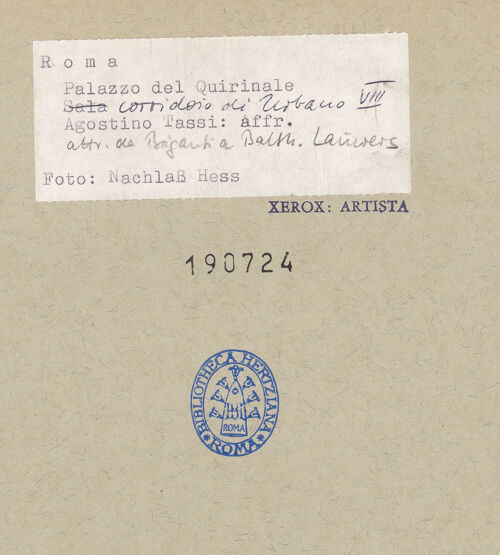 Roma
Palazzo del Quirinale
Sala corridoio di Urbano VIII
Agostino Tassi: affr.
attr. da Briganti a Balth. Lauwers
Foto: Nachlaß Hess
XEROX: ARTISTA
190724
BIBLIOTHECA HERTZIANA
ROMA
ROMA